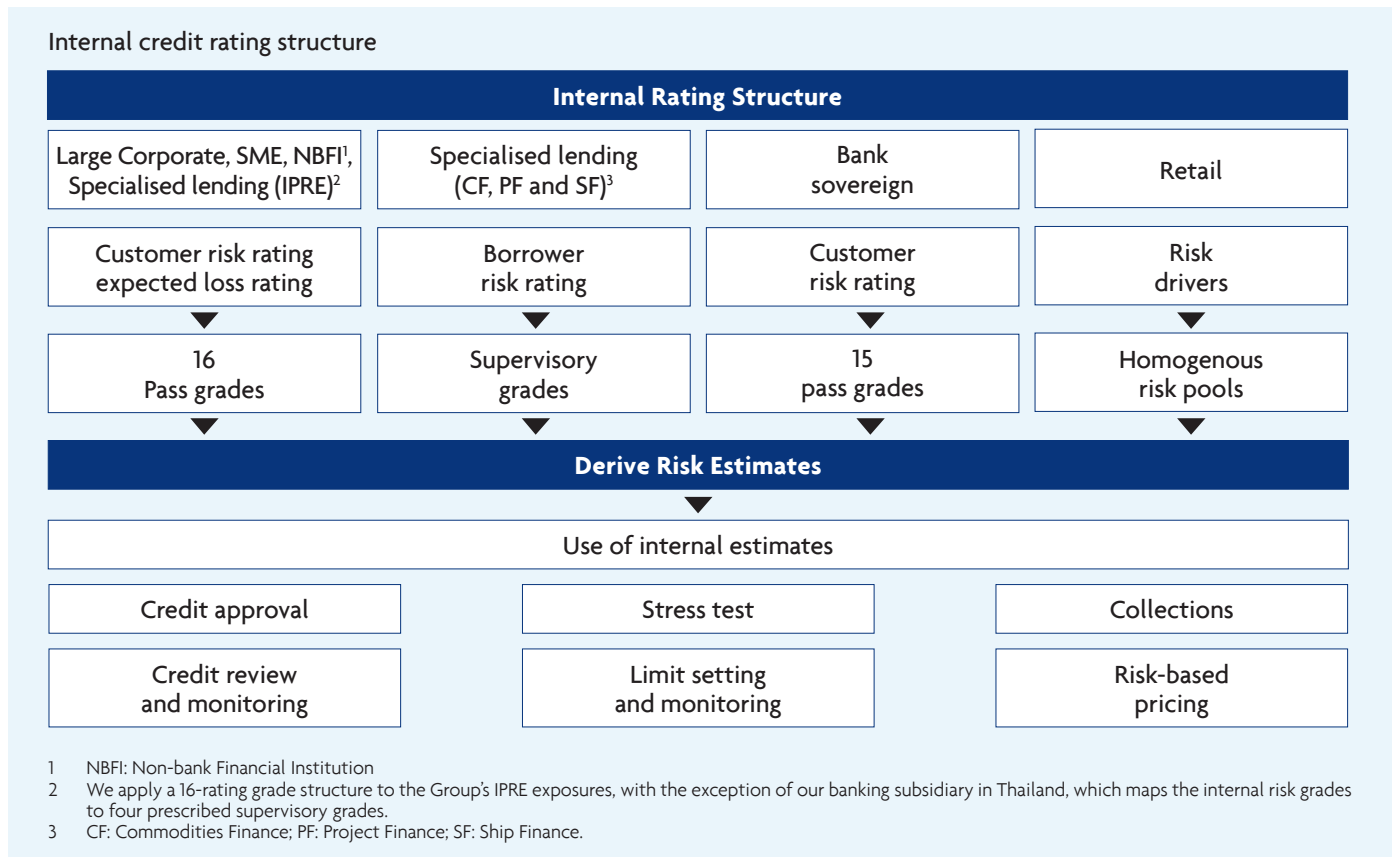 Internal credit rating structure
Internal Rating Structure
Large Corporate, SME, NBFI¹,
Specialised lending (IPRE)²
Specialised lending
(CF, PF and SF)³
Bank
sovereign
Retail
Customer risk rating
expected loss rating
Borrower
risk rating
Customer
risk rating
Risk
drivers
16
Pass grades
Supervisory
grades
15
pass grades
Homogenous
risk pools
Derive Risk Estimates
Use of internal estimates
Credit approval
Stress test
Collections
Credit review
and monitoring
Limit setting
and monitoring
Risk-based
pricing
1 NBFI: Non-bank Financial Institution
2 We apply a 16-rating grade structure to the Group’s IPRE exposures, with the exception of our banking subsidiary in Thailand, which maps the internal risk grades
to four prescribed supervisory grades.
3 CF: Commodities Finance; PF: Project Finance; SF: Ship Finance.